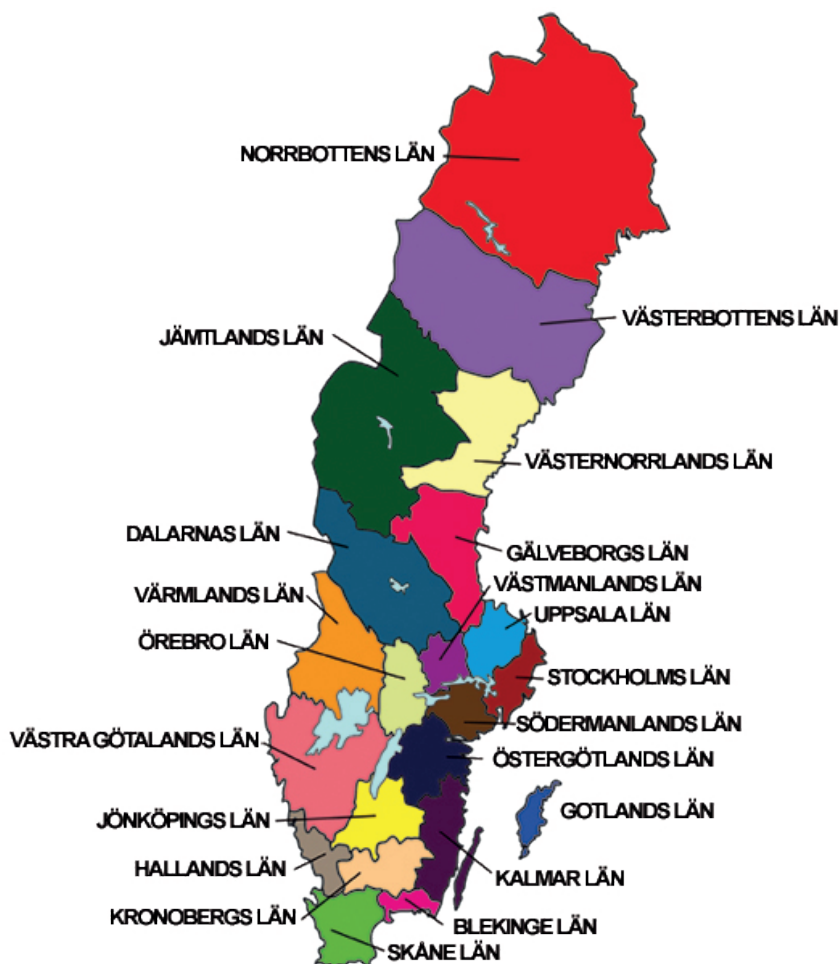 NORRBOTTENS LÄN
VÄSTERBOTTENS LÄN
JÄMTLANDS LÄN
VÄSTERNORRLANDS LÄN
DALARNAS LÄN
GÄLVEBORGS LÄN
VÄSTMANLANDS LÄN
VÄRMLANDS LÄN
UPPSALA LÄN
ÖREBRO LÄN
STOCKHOLMS LÄN
SÖDERMANLANDS LÄN
VÄSTRA GÖTALANDS LÄN
ÖSTERGÖTLANDS LÄN
GOTLANDS LÄN
JÖNKÖPINGS LÄN
HALLANDS LÄN
KALMAR LÄN
KRONOBERGS LÄN
BLEKINGE LÄN
SKÅNE LÄN